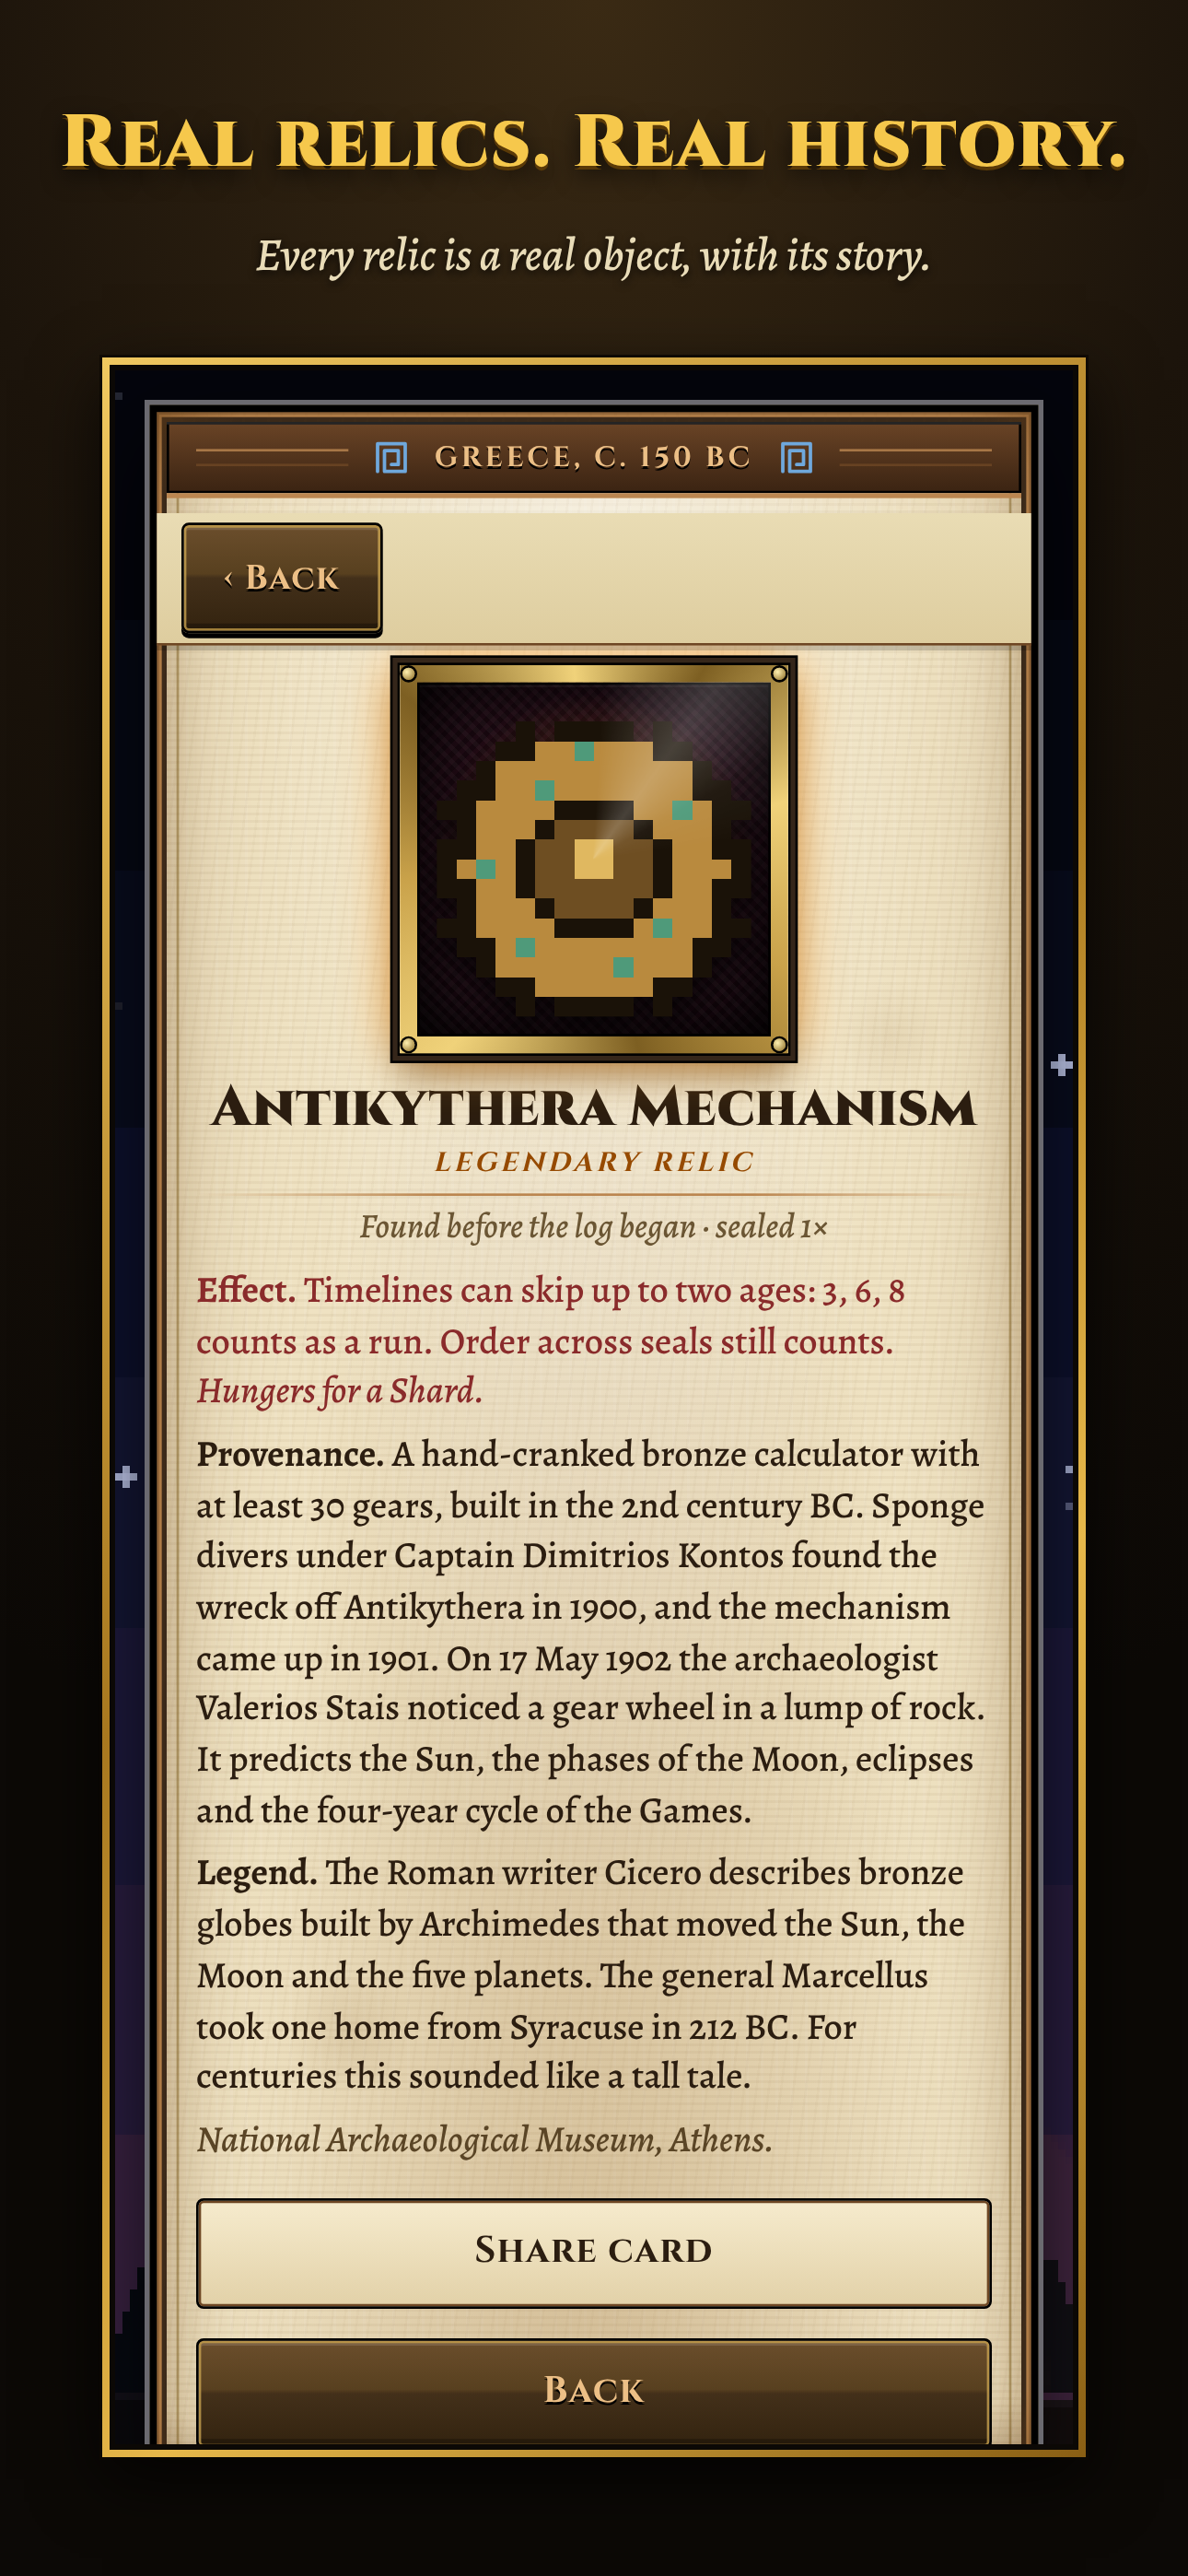 Real relics. Real history.
Every relic is a real object, with its story.
GREECE, C. 150 BC
‹ Back
Antikythera Mechanism
LEGENDARY RELIC
Found before the log began · sealed 1×
Effect. Timelines can skip up to two ages: 3, 6, 8
counts as a run. Order across seals still counts.
Hungers for a Shard.
Provenance. A hand-cranked bronze calculator with
at least 30 gears, built in the 2nd century BC. Sponge
divers under Captain Dimitrios Kontos found the
wreck off Antikythera in 1900, and the mechanism
came up in 1901. On 17 May 1902 the archaeologist
Valerios Stais noticed a gear wheel in a lump of rock.
It predicts the Sun, the phases of the Moon, eclipses
and the four-year cycle of the Games.
Legend. The Roman writer Cicero describes bronze
globes built by Archimedes that moved the Sun, the
Moon and the five planets. The general Marcellus
took one home from Syracuse in 212 BC. For
centuries this sounded like a tall tale.
National Archaeological Museum, Athens.
Share card
Back